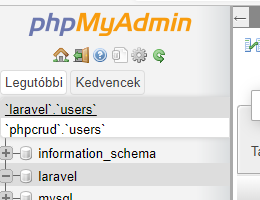 phpMyAdmin
Legutóbbi Kedvencek
`laravel`.`users`
`phpcrud`.`users`
information_schema
laravel
mysql